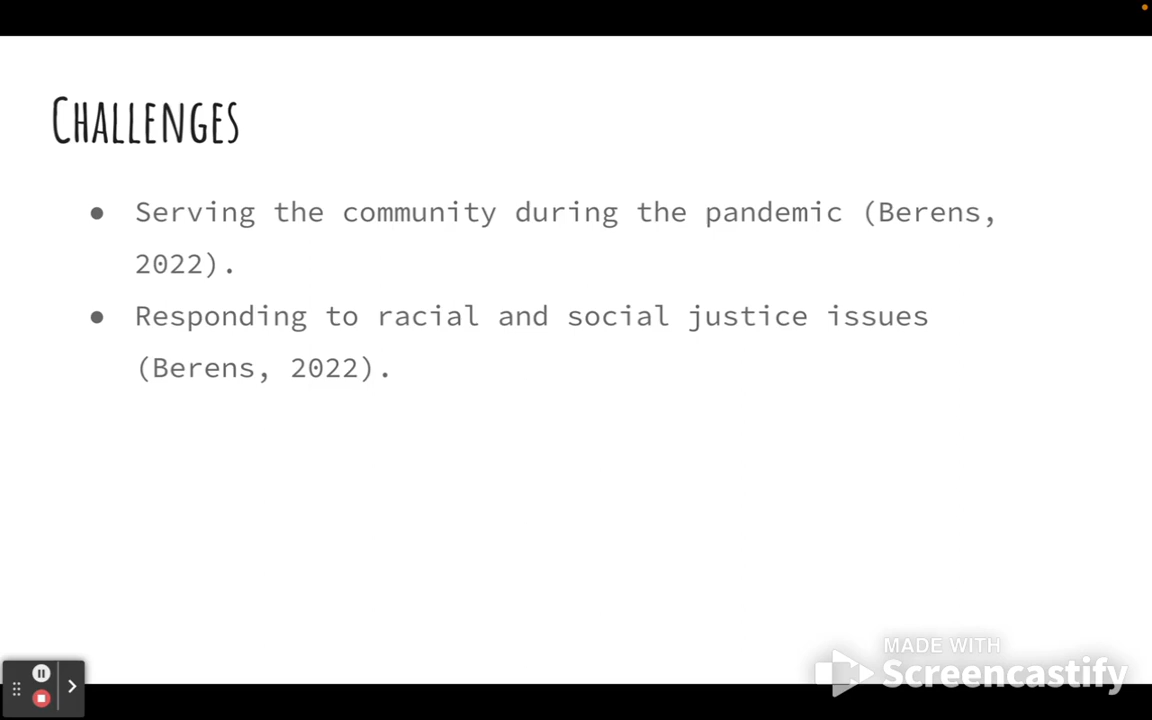 CHALLENGES
● Serving the community during the pandemic (Berens,
2022).
● Responding to racial and social justice issues
(Berens, 2022).
MADE WITH
Screencastify